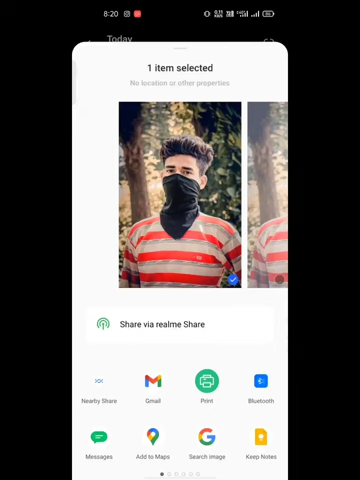 8:20
Today
1 item selected
No location or other properties
Share via realme Share
Nearby Share
Gmail
Print
Bluetooth
Messages
Add to Maps
Search image
Keep Notes